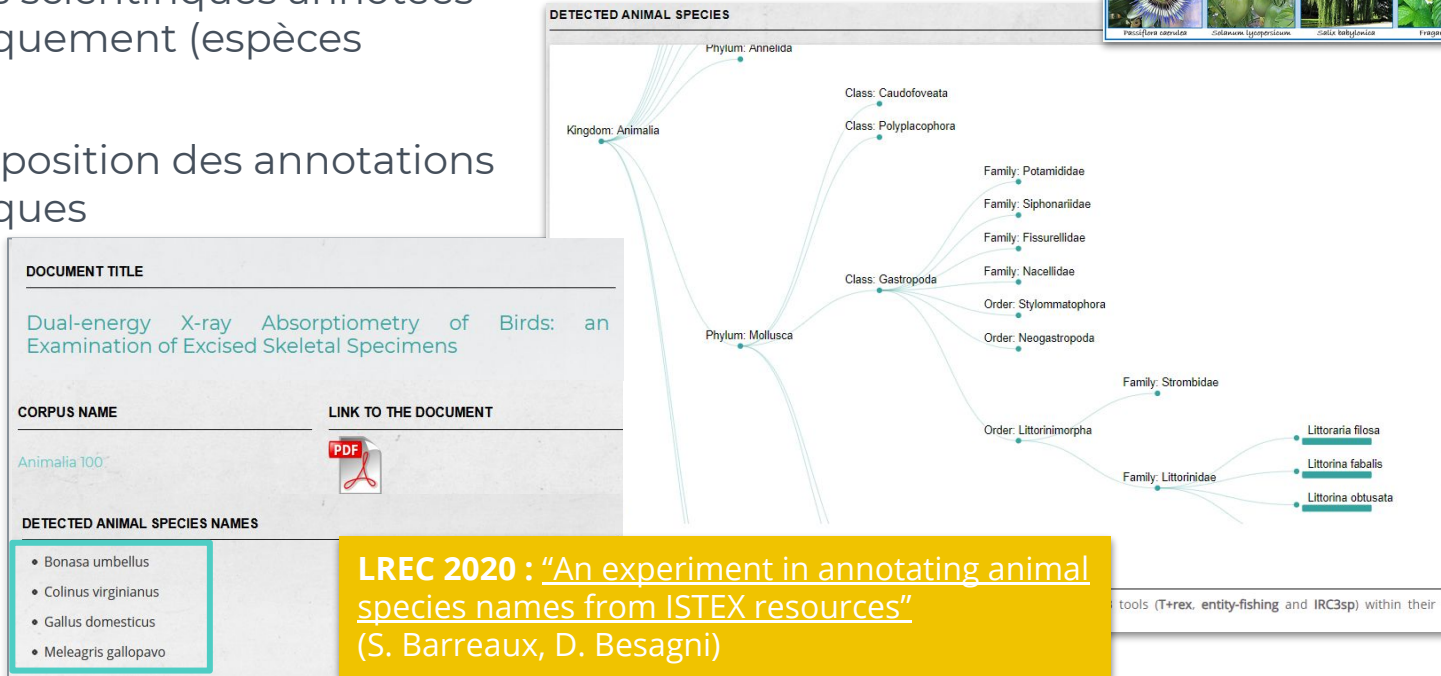 s scientifiques annotées
quement (espèces
position des annotations
ques
DETECTED ANIMAL SPECIES
Passiflora caerulea Solanum lycopersicum Salix babylonica Fragar
Phylum: Annelida
Class: Caudofoveata
Kingdom: Animalia
Class: Polyplacophora
Family: Potamididae
Family: Siphonariidae
Family: Fissurellidae
Class: Gastropoda
Family: Nacellidae
Order: Stylommatophora
Phylum: Mollusca
Order: Neogastropoda
Family: Strombidae
Order: Littorinimorpha
Littoraria filosa
Littorina fabalis
Family: Littorinidae
Littorina obtusata
DOCUMENT TITLE
Dual-energy X-ray Absorptiometry of Birds: an
Examination of Excised Skeletal Specimens
CORPUS NAME
LINK TO THE DOCUMENT
Animalia 100
PDF
DETECTED ANIMAL SPECIES NAMES
• Bonasa umbellus
• Colinus virginianus
• Gallus domesticus
• Meleagris gallopavo
LREC 2020 : “An experiment in annotating animal
species names from ISTEX resources”
(S. Barreaux, D. Besagni)
tools (T+rex, entity-fishing and IRC3sp) within their